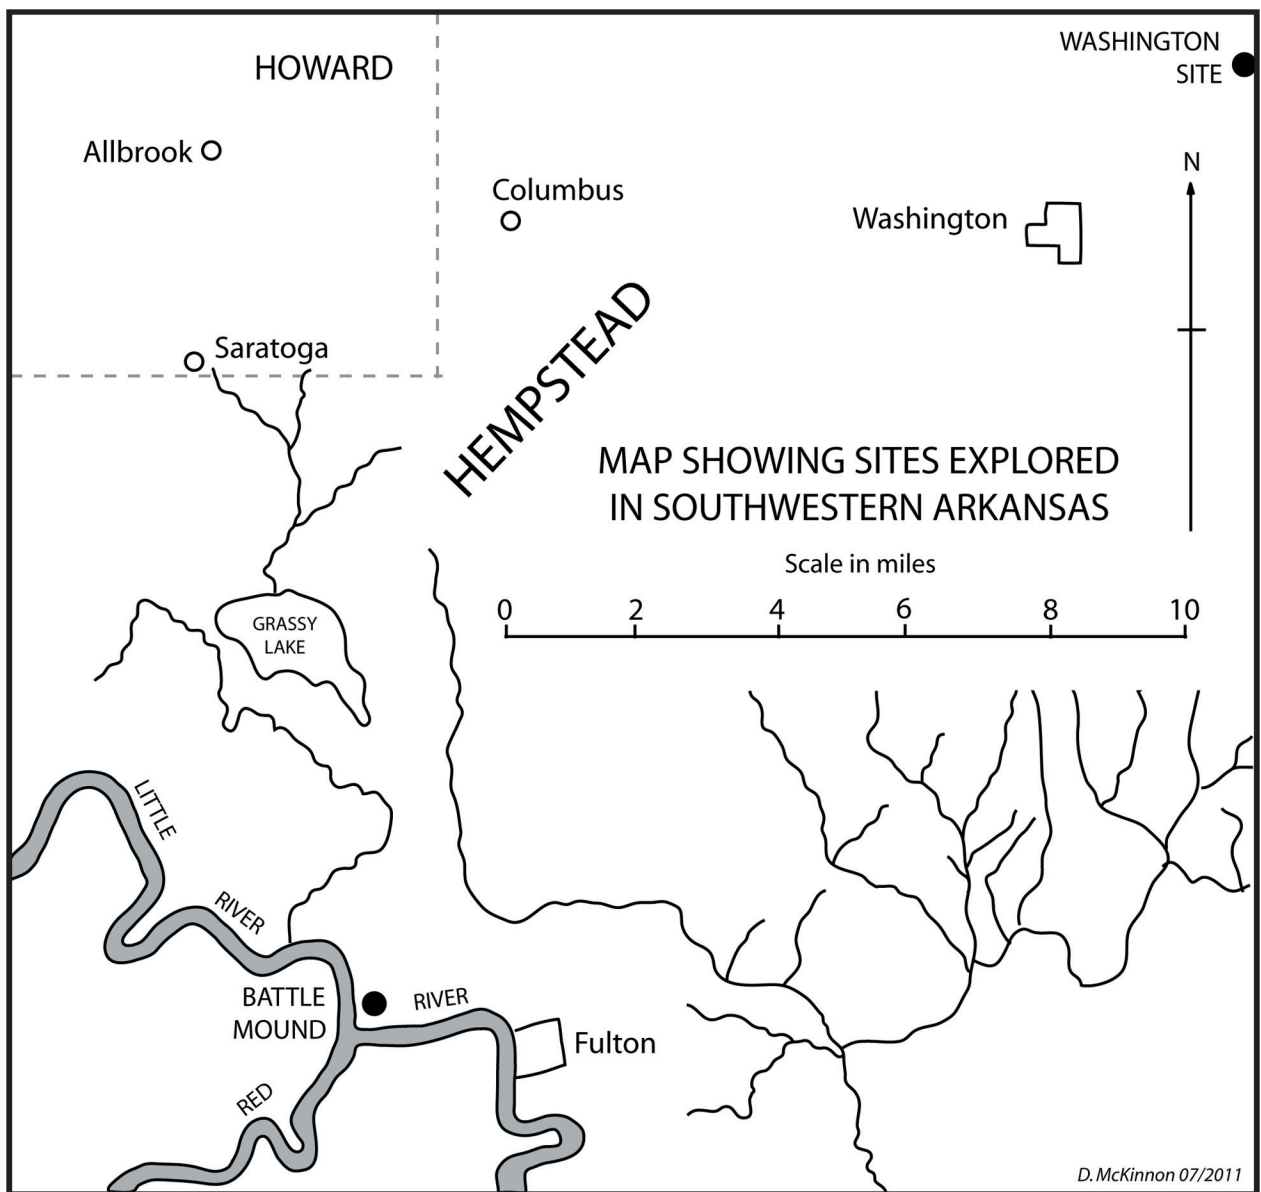 HOWARD
WASHINGTON
SITE
Allbrook
N
Columbus
Washington
Saratoga
HEMPSTEAD
MAP SHOWING SITES EXPLORED
IN SOUTHWESTERN ARKANSAS
Scale in miles
0 2 4 6 8 10
GRASSY
LAKE
LITTLE
RIVER
BATTLE
MOUND
RIVER
Fulton
RED
D. McKinnon 07/2011